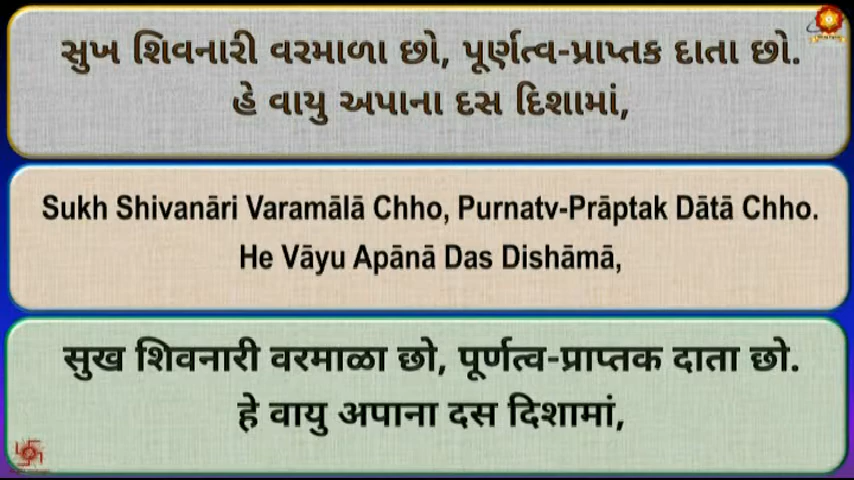 સુખ શિવનારી વરમાળા છો, પૂર્ણત્વ-પ્રાપ્તક દાતા છો.
હે વાયુ અપાના દસ દિશામાં,
Sukh Shivanāri Varamālā Chho, Purnatv-Prāptak Dātā Chho.
He Vāyu Apānā Das Dishāmā,
सुख शिवनारी वरमाळा छो, पूर्णत्व-प्राप्तक दाता छो.
हे वायु अपाना दस दिशामां,